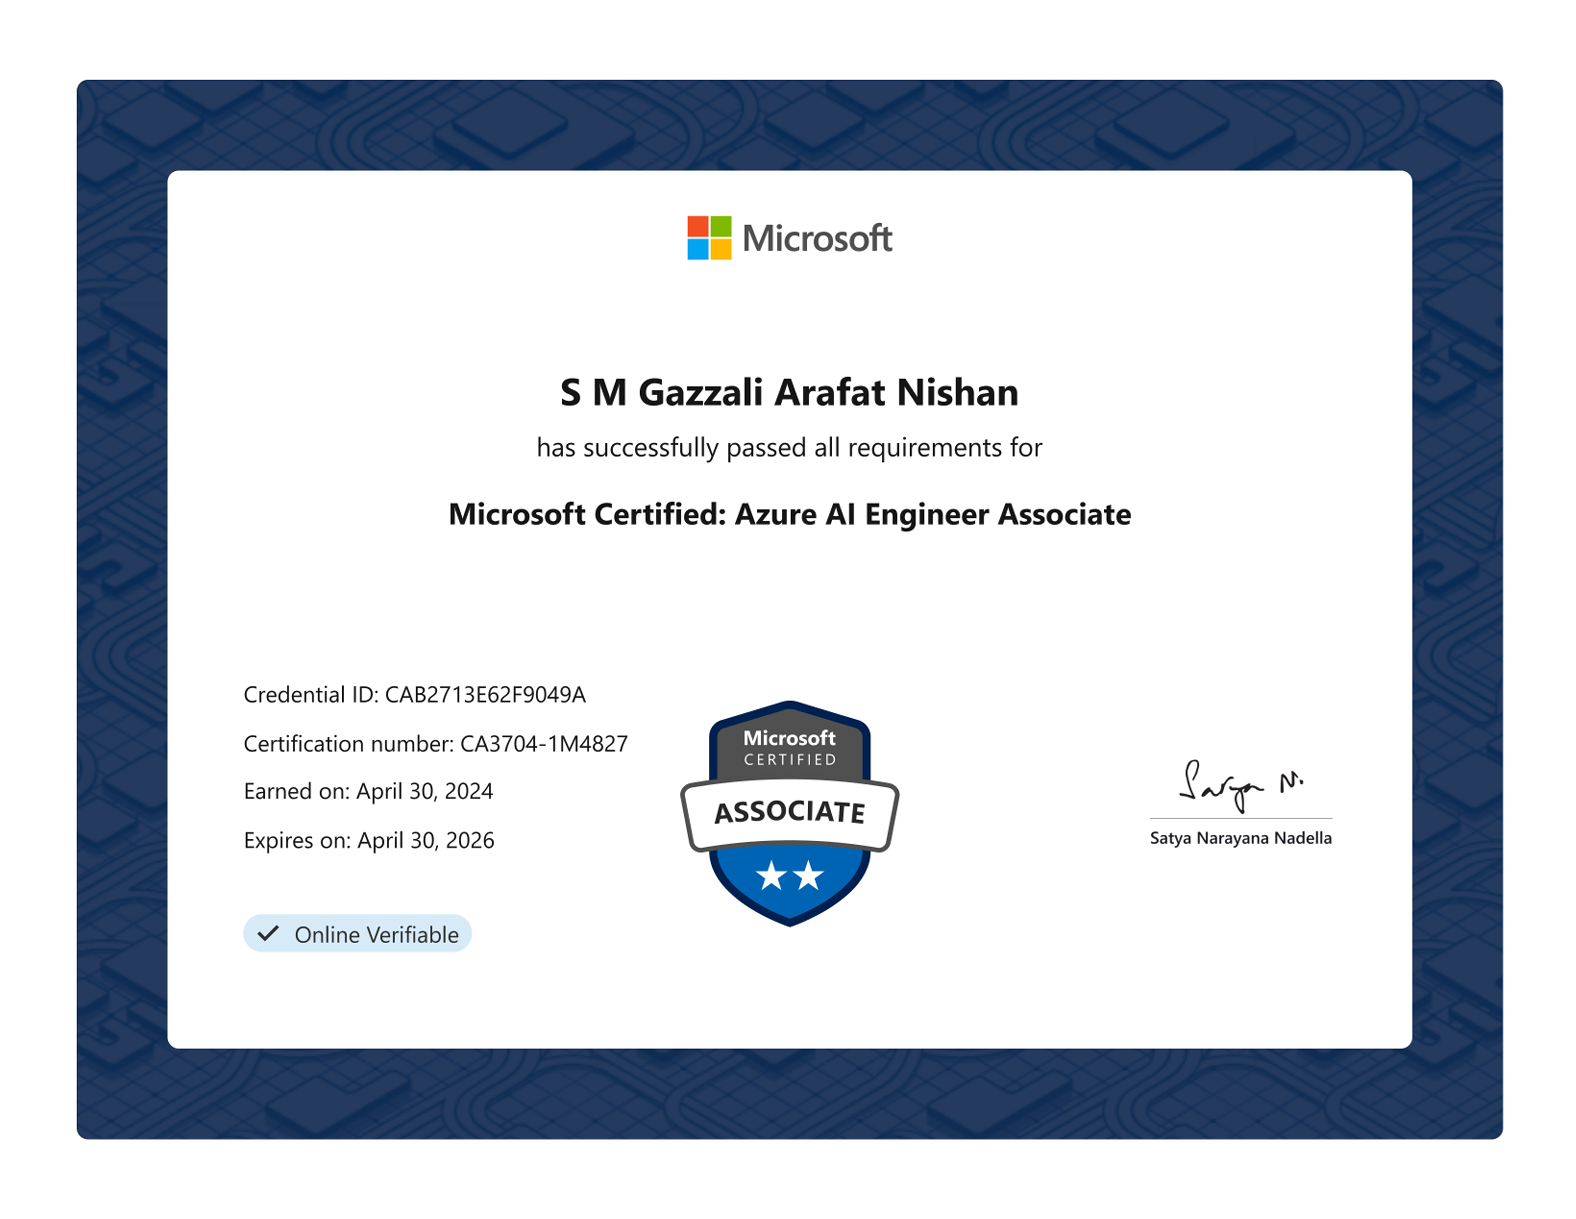 Microsoft
S M Gazzali Arafat Nishan
has successfully passed all requirements for
Microsoft Certified: Azure AI Engineer Associate
Credential ID: CAB2713E62F9049A
Certification number: CA3704-1M4827
Earned on: April 30, 2024
Expires on: April 30, 2026
Online Verifiable
Microsoft
CERTIFIED
ASSOCIATE
Satya N.
Satya Narayana Nadella